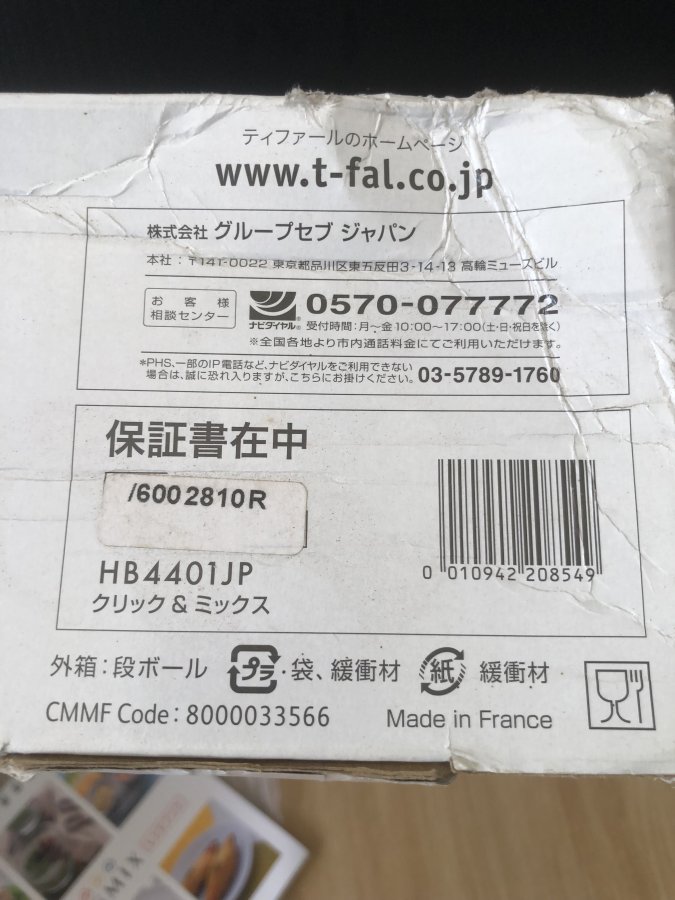 ティファールのホームページ
www.t-fal.co.jp
株式会社 グループセブ ジャパン
本社：〒141-0022 東京都品川区東五反田3-14-13 高輪ミューズビル
お客様
相談センター
ナビダイヤル®
0570-077772
受付時間：月〜金10:00〜17:00(土・日・祝日を除く)
※全国各地より市内通話料金にてご利用いただけます。
*PHS、一部のIP電話など、ナビダイヤルをご利用できない
場合は、誠に恐れ入りますが、こちらにお掛けください。 03-5789-1760
保証書在中
/6002810R
HB4401JP
クリック & ミックス
0 010942 208549
外箱：段ボール プラ・袋、緩衝材 紙 緩衝材
CMMF Code : 8000033566 Made in France
MIX